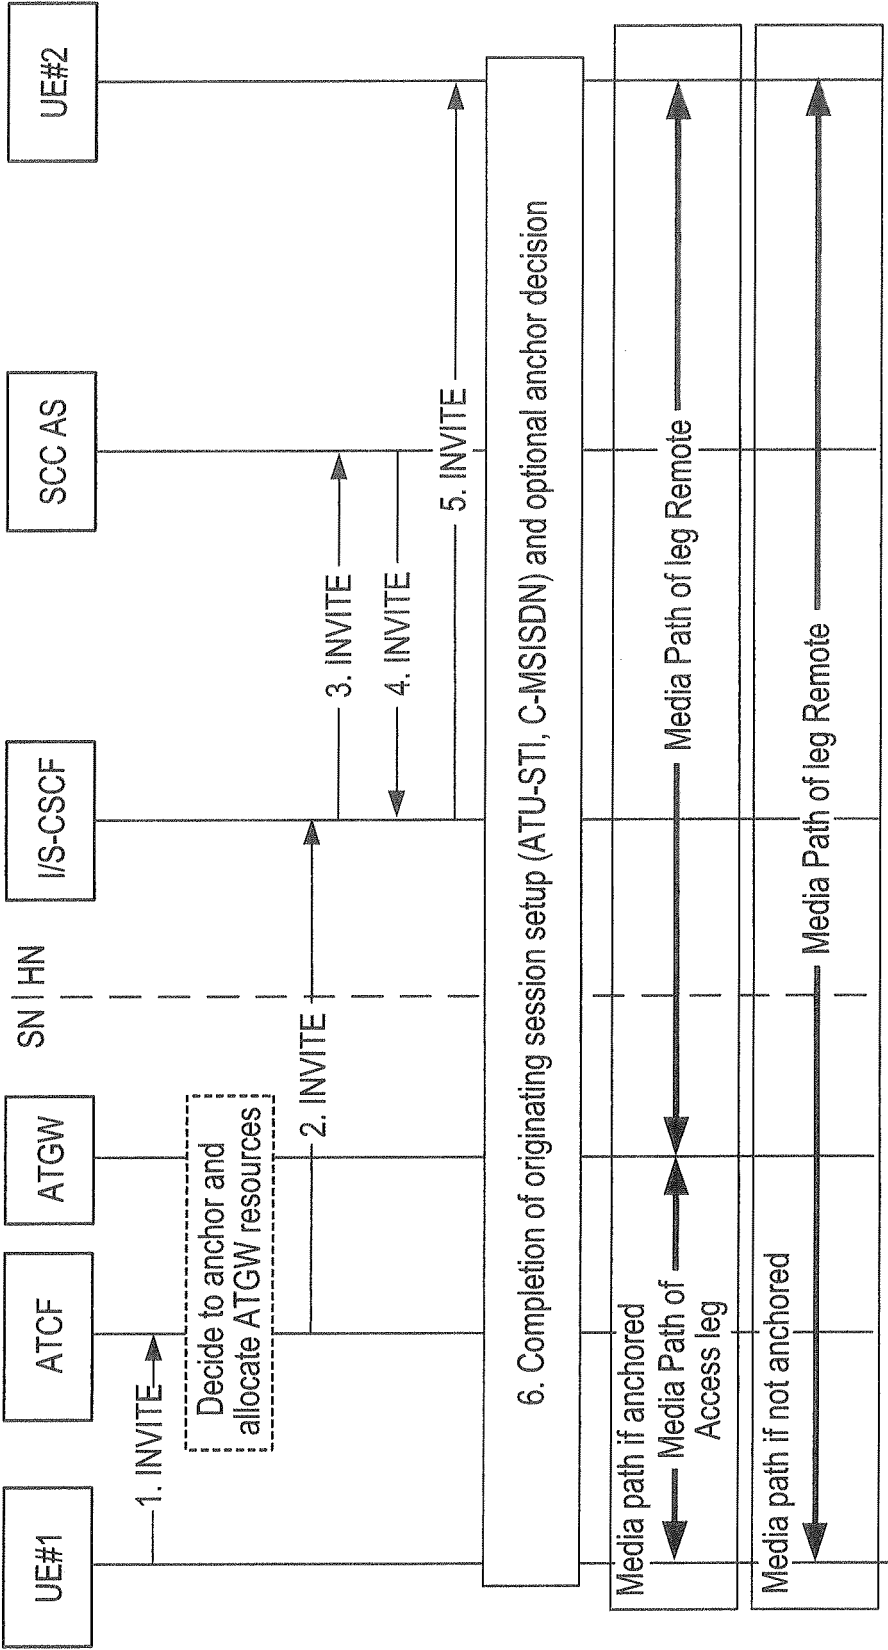 UE#1
ATCF
ATGW
SN | HN
I/S-CSCF
SCC AS
UE#2
1. INVITE
Decide to anchor and
allocate ATGW resources
2. INVITE
3. INVITE
4. INVITE
5. INVITE
6. Completion of originating session setup (ATU-STI, C-MSISDN) and optional anchor decision
Media path if anchored
Media Path of
Access leg
Media Path of leg Remote
Media path if not anchored
Media Path of leg Remote